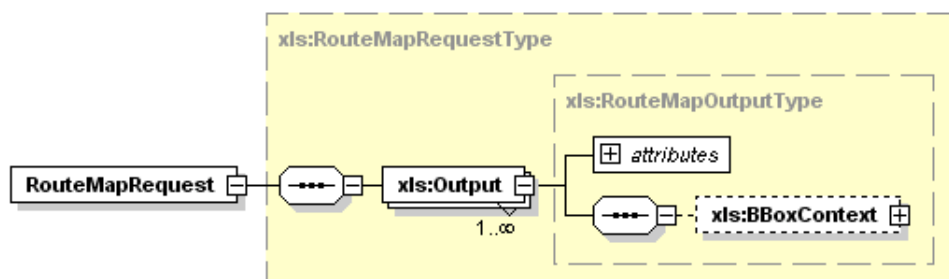 xls:RouteMapRequestType
xls:RouteMapOutputType
attributes
RouteMapRequest
xls:Output
1..∞
xls:BBoxContext